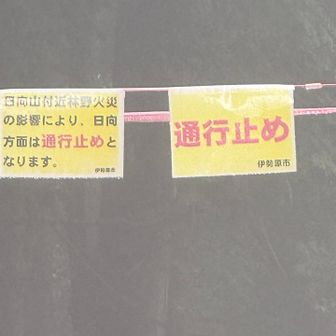 日向山付近林野火災
の影響により、日向
方面は通行止めと
なります。
伊勢原市
通行止め
伊勢原市